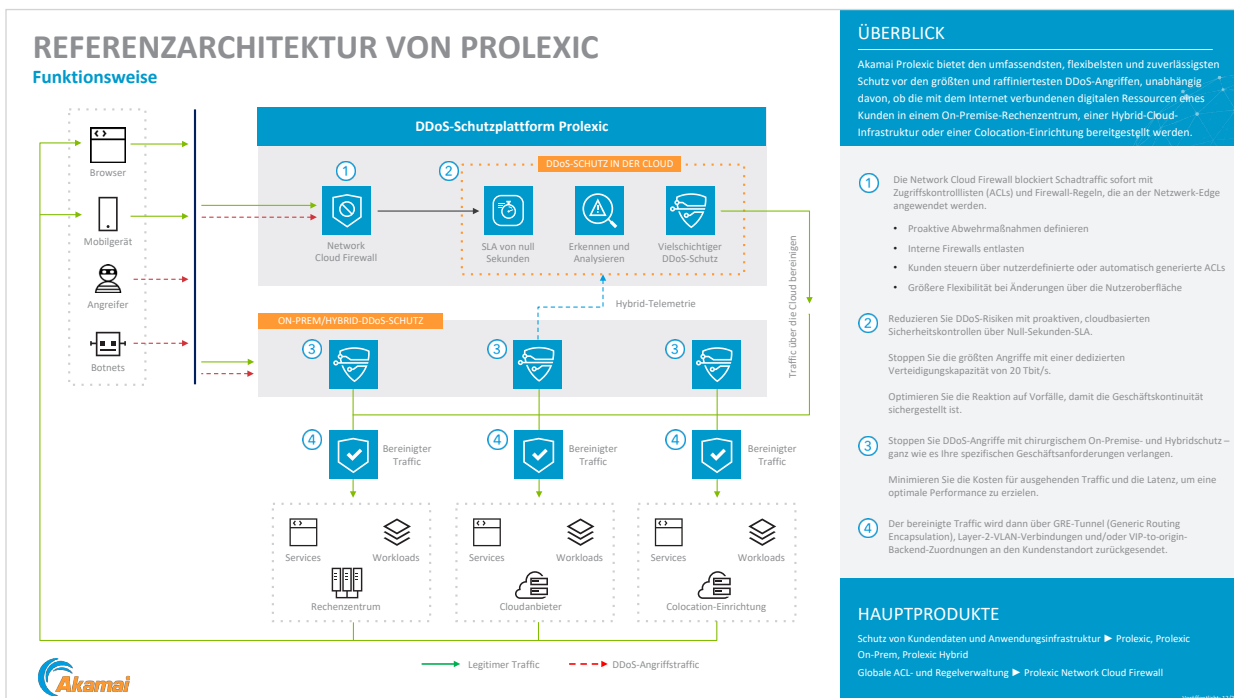 REFERENZARCHITEKTUR VON PROLEXIC
Funktionsweise
Browser
Mobilgerät
Angreifer
Botnets
DDoS-Schutzplattform Prolexic
1
Network
Cloud Firewall
2
DDoS-SCHUTZ IN DER CLOUD
SLA von null
Sekunden
Erkennen und
Analysieren
Vielschichtiger
DDoS-Schutz
Traffic über die Cloud bereinigen
Hybrid-Telemetrie
ON-PREM/HYBRID-DDoS-SCHUTZ
3
3
3
4
Bereinigter
Traffic
4
Bereinigter
Traffic
4
Bereinigter
Traffic
Services
Workloads
Rechenzentrum
Services
Workloads
Cloudanbieter
Services
Workloads
Colocation-Einrichtung
Legitimer Traffic
DDoS-Angriffstraffic
Akamai
ÜBERBLICK
Akamai Prolexic bietet den umfassendsten, flexibelsten und zuverlässigsten
Schutz vor den größten und raffiniertesten DDoS-Angriffen, unabhängig
davon, ob die mit dem Internet verbundenen digitalen Ressourcen eines
Kunden in einem On-Premise-Rechenzentrum, einer Hybrid-Cloud-
Infrastruktur oder einer Colocation-Einrichtung bereitgestellt werden.
1
Die Network Cloud Firewall blockiert Schadtraffic sofort mit
Zugriffskontrolllisten (ACLs) und Firewall-Regeln, die an der Netzwerk-Edge
angewendet werden.
• Proaktive Abwehrmaßnahmen definieren
• Interne Firewalls entlasten
• Kunden steuern über nutzerdefinierte oder automatisch generierte ACLs
• Größere Flexibilität bei Änderungen über die Nutzeroberfläche
2
Reduzieren Sie DDoS-Risiken mit proaktiven, cloudbasierten
Sicherheitskontrollen über Null-Sekunden-SLA.
Stoppen Sie die größten Angriffe mit einer dedizierten
Verteidigungskapazität von 20 Tbit/s.
Optimieren Sie die Reaktion auf Vorfälle, damit die Geschäftskontinuität
sichergestellt ist.
3
Stoppen Sie DDoS-Angriffe mit chirurgischem On-Premise- und Hybridschutz –
ganz wie es Ihre spezifischen Geschäftsanforderungen verlangen.
Minimieren Sie die Kosten für ausgehenden Traffic und die Latenz, um eine
optimale Performance zu erzielen.
4
Der bereinigte Traffic wird dann über GRE-Tunnel (Generic Routing
Encapsulation), Layer-2-VLAN-Verbindungen und/oder VIP-to-origin-
Backend-Zuordnungen an den Kundenstandort zurückgesendet.
HAUPTPRODUKTE
Schutz von Kundendaten und Anwendungsinfrastruktur ► Prolexic, Prolexic
On-Prem, Prolexic Hybrid
Globale ACL- und Regelverwaltung ► Prolexic Network Cloud Firewall